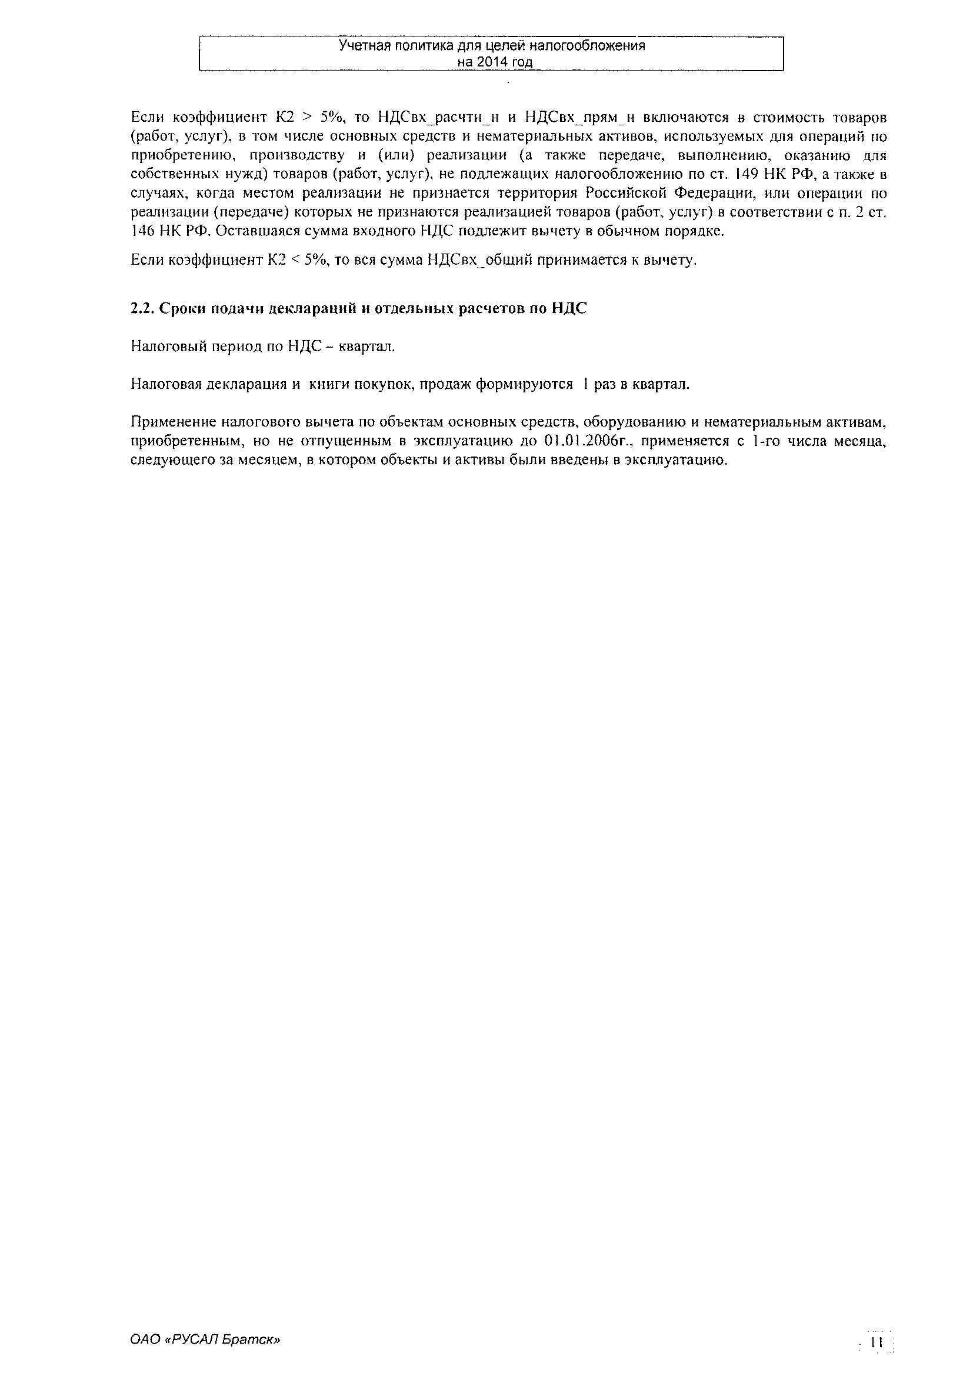 Учетная политика для целей налогообложения
на 2014 год
Если коэффициент К2 > 5%, то НДСвх_расчти_н и НДСвх_прям_н включаются в стоимость товаров
(работ, услуг), в том числе основных средств и нематериальных активов, используемых для операций по
приобретению, производству и (или) реализации (а также передаче, выполнению, оказанию для
собственных нужд) товаров (работ, услуг), не подлежащих налогообложению по ст. 149 НК РФ, а также в
случаях, когда местом реализации не признается территория Российской Федерации, или операции по
реализации (передаче) которых не признаются реализацией товаров (работ, услуг) в соответствии с п. 2 ст.
146 НК РФ. Оставшаяся сумма входного НДС подлежит вычету в обычном порядке.
Если коэффициент К2 < 5%, то вся сумма НДСвх_общий принимается к вычету.
2.2. Сроки подачи деклараций и отдельных расчетов по НДС
Налоговый период по НДС – квартал.
Налоговая декларация и книги покупок, продаж формируются 1 раз в квартал.
Применение налогового вычета по объектам основных средств, оборудованию и нематериальным активам,
приобретенным, но не отпущенным в эксплуатацию до 01.01.2006г., применяется с 1-го числа месяца,
следующего за месяцем, в котором объекты и активы были введены в эксплуатацию.
ОАО «РУСАЛ Братск»
11